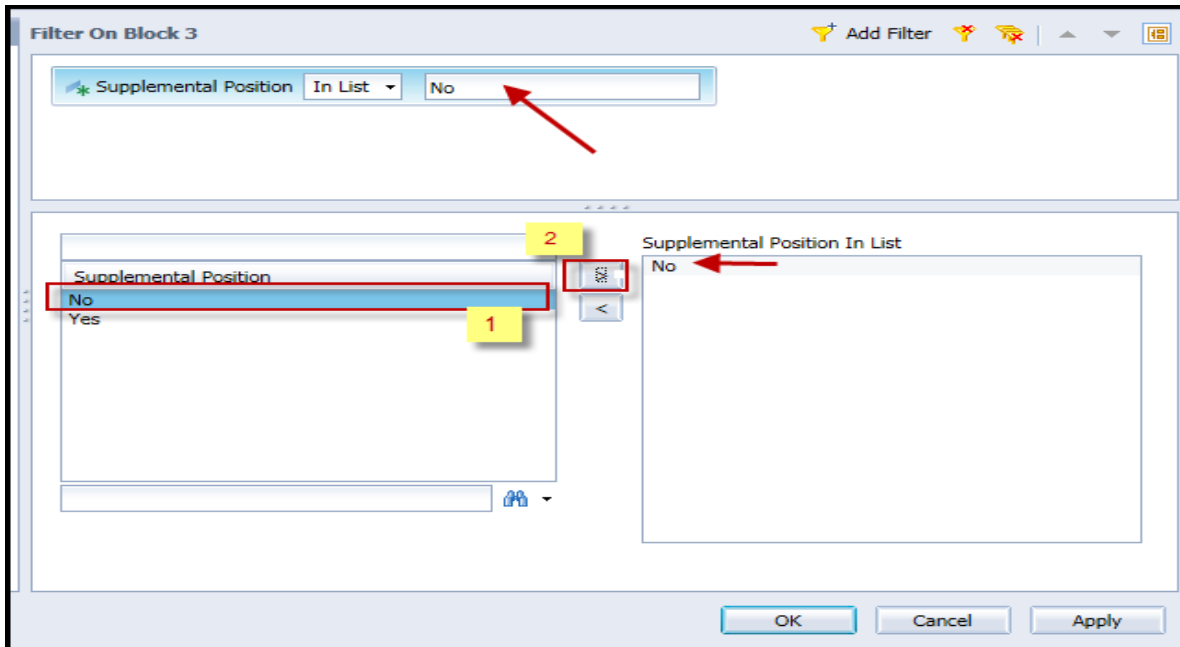 Filter On Block 3
Add Filter
Supplemental Position In List No
2
Supplemental Position In List
No
Supplemental Position
No
Yes
1
<
OK Cancel Apply